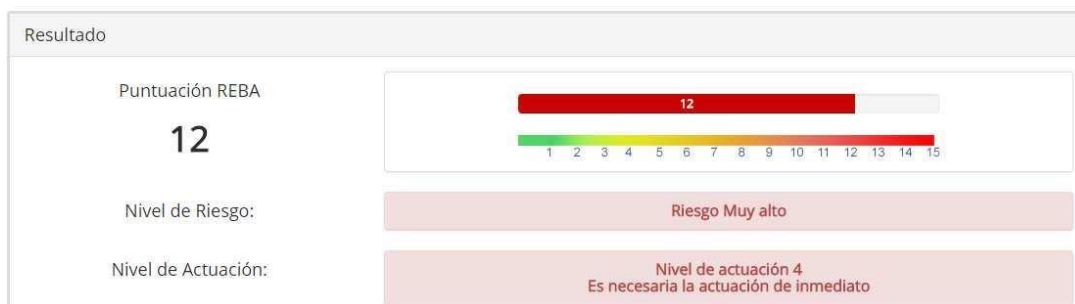 Resultado
Puntuación REBA
12
12
1 2 3 4 5 6 7 8 9 10 11 12 13 14 15
Nivel de Riesgo:
Riesgo Muy alto
Nivel de Actuación:
Nivel de actuación 4
Es necesaria la actuación de inmediato